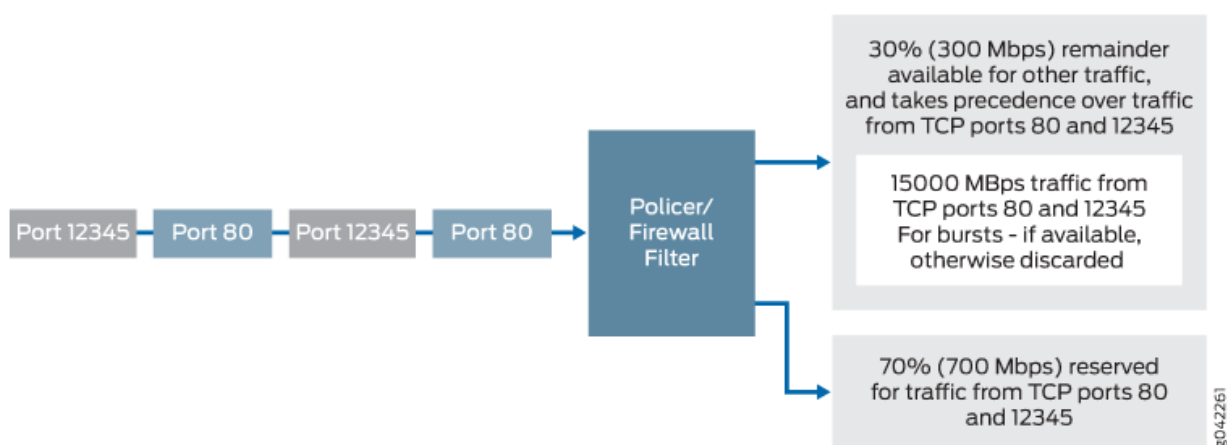 Port 12345
Port 80
Port 12345
Port 80
Policer/
Firewall
Filter
30% (300 Mbps) remainder
available for other traffic,
and takes precedence over traffic
from TCP ports 80 and 12345
15000 MBps traffic from
TCP ports 80 and 12345
For bursts - if available,
otherwise discarded
70% (700 Mbps) reserved
for traffic from TCP ports 80
and 12345
g042261